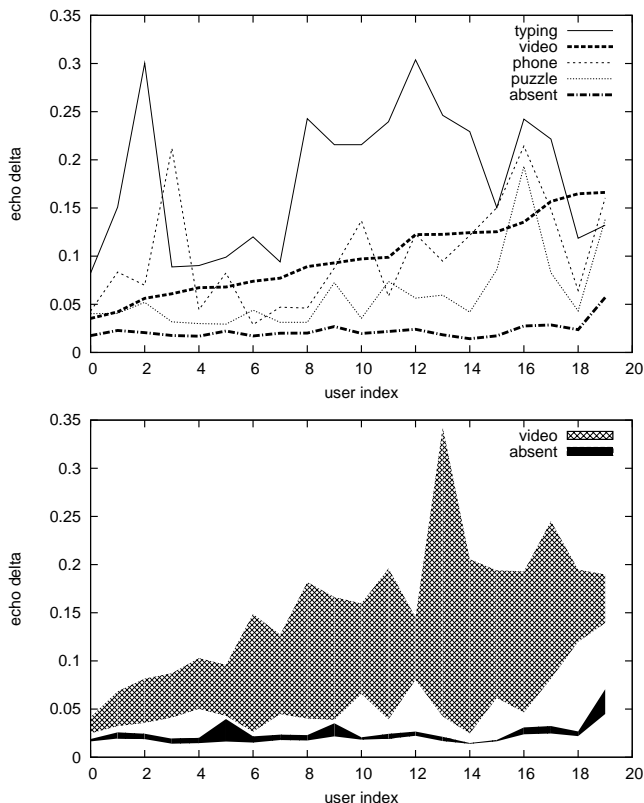 0.35
0.3
0.25
0.2
0.15
0.1
0.05
0
echo delta
typing
video
phone
puzzle
absent
0 2 4 6 8 10 12 14 16 18 20
user index
0.35
0.3
0.25
0.2
0.15
0.1
0.05
0
echo delta
video
absent
0 2 4 6 8 10 12 14 16 18 20
user index